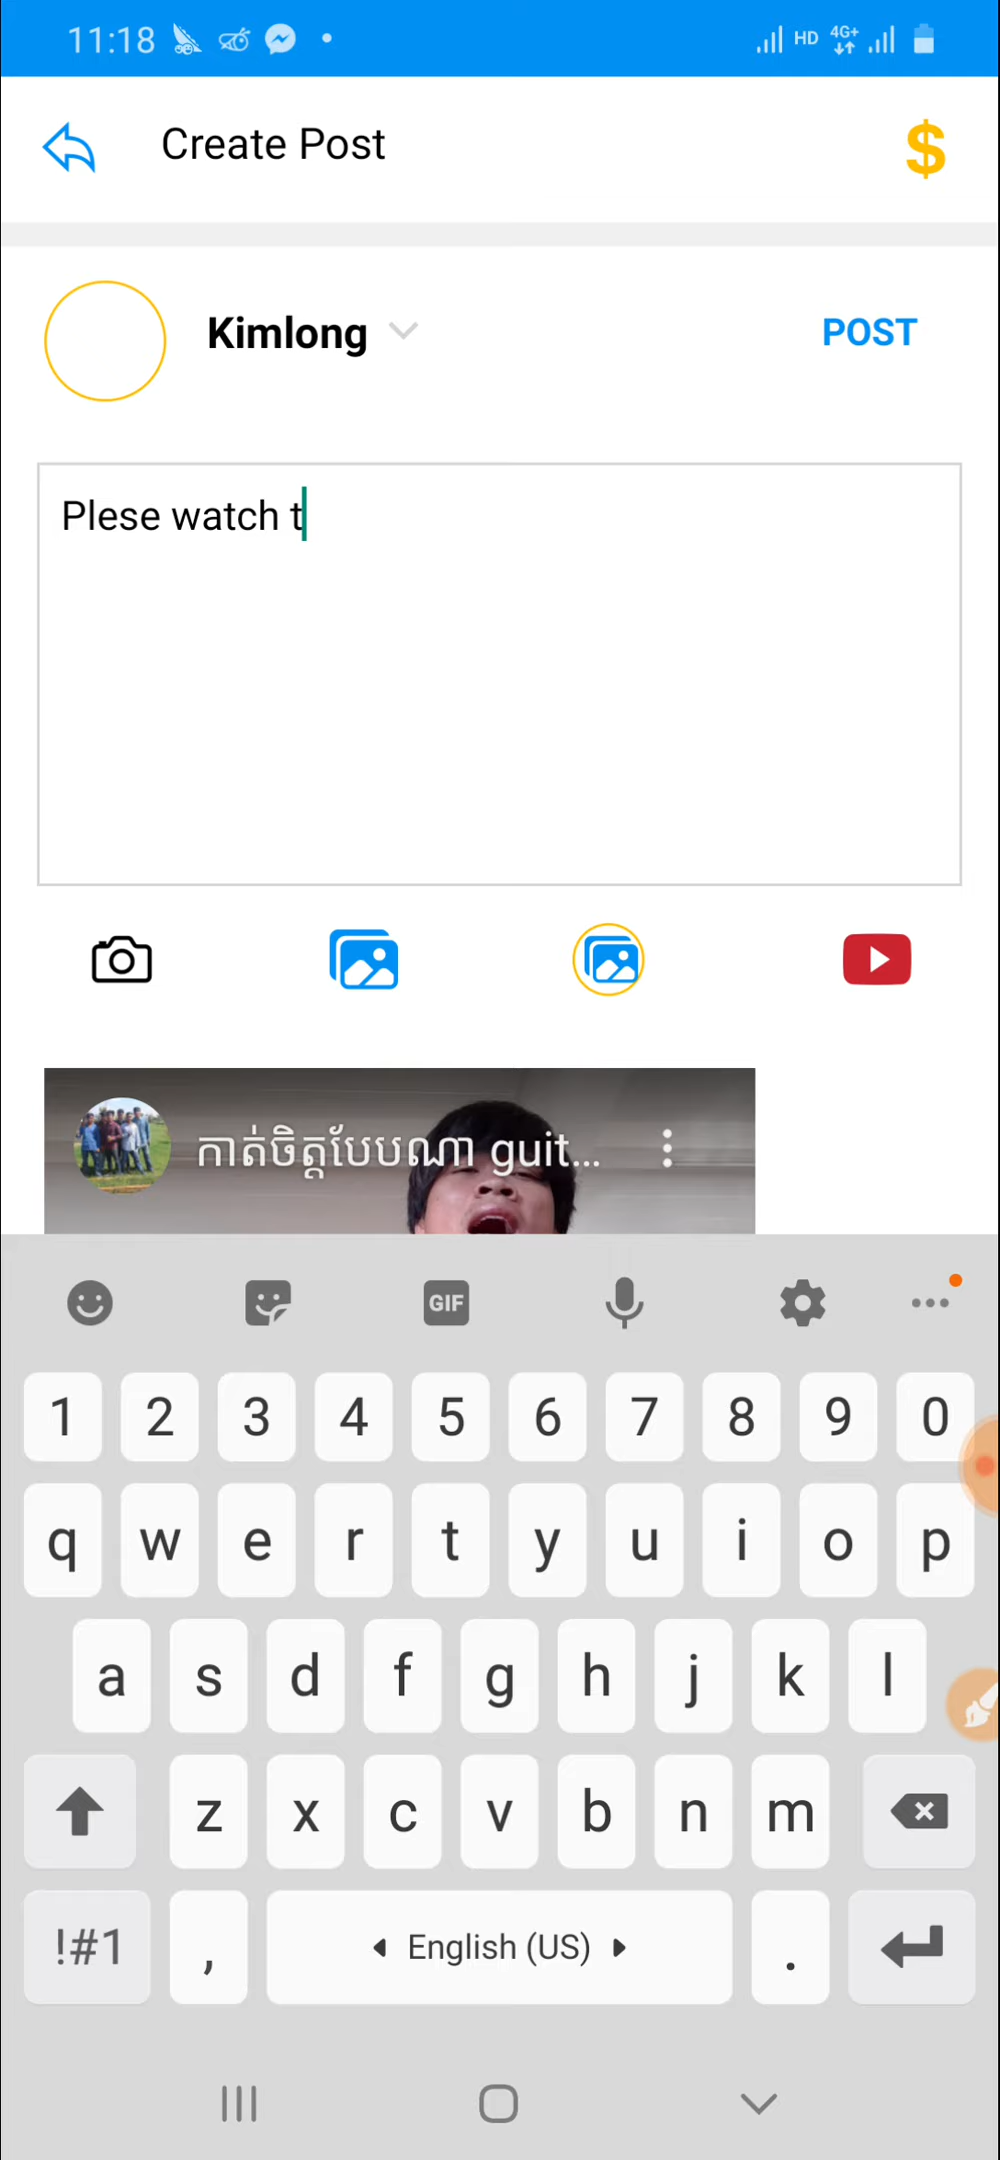 11:18
HD 4G+
Create Post
$
Kimlong
POST
Plese watch t
កាត់ចិត្តបែបណា guit...
GIF
1 2 3 4 5 6 7 8 9 0
q w e r t y u i o p
a s d f g h j k l
z x c v b n m
!#1 , English (US) .